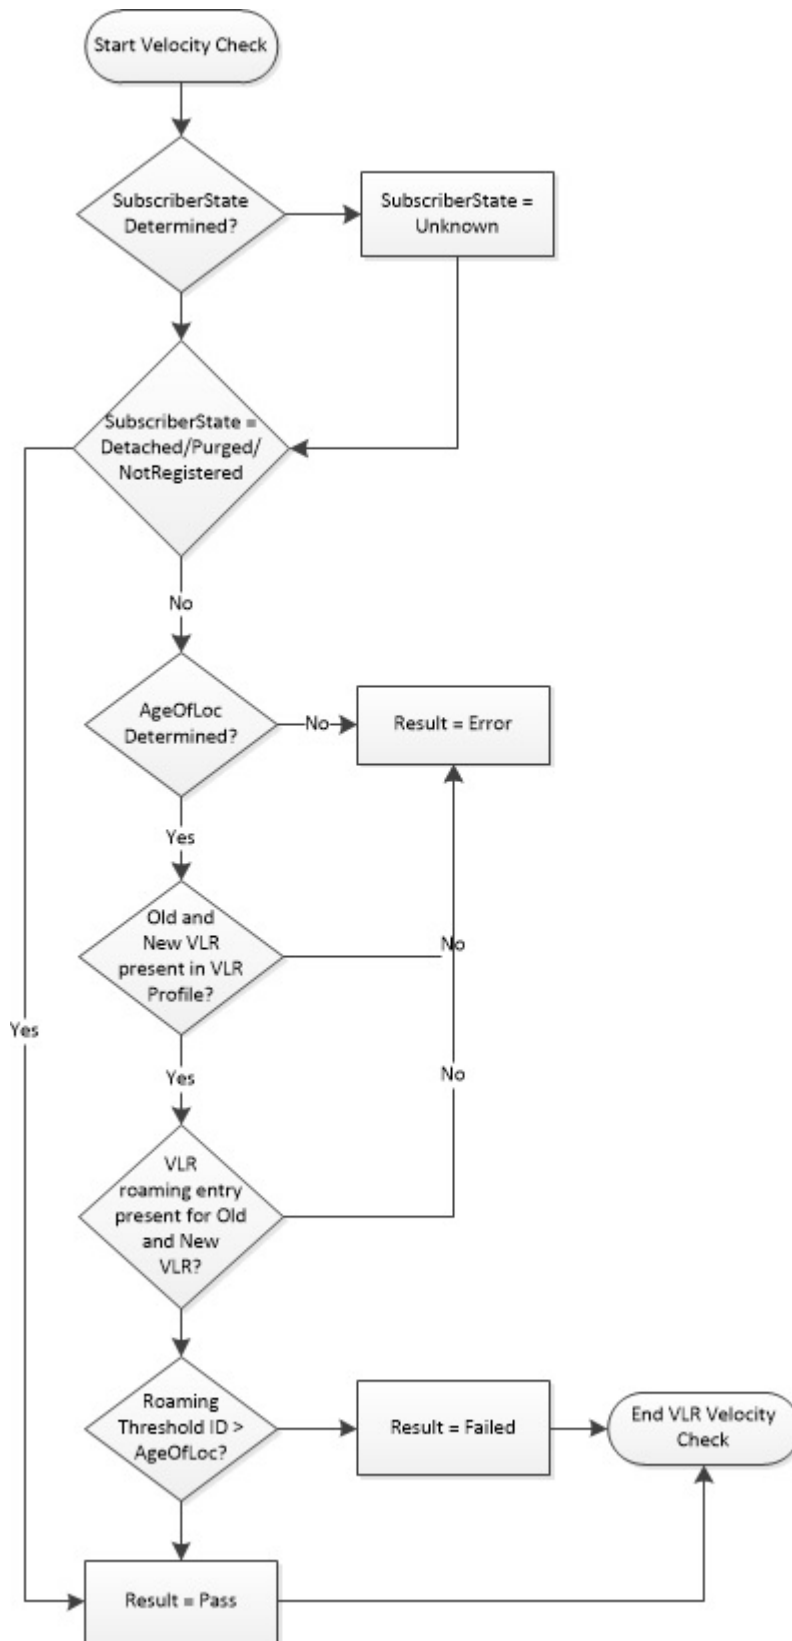 Start Velocity Check
SubscriberState
Determined?
SubscriberState =
Unknown
SubscriberState =
Detached/Purged/
NotRegistered
No
AgeOfLoc
Determined?
No
Result = Error
Yes
Old and
New VLR
present in VLR
Profile?
No
Yes
Yes
No
VLR
roaming entry
present for Old
and New
VLR?
Roaming
Threshold ID >
AgeOfLoc?
Result = Failed
End VLR Velocity
Check
Result = Pass